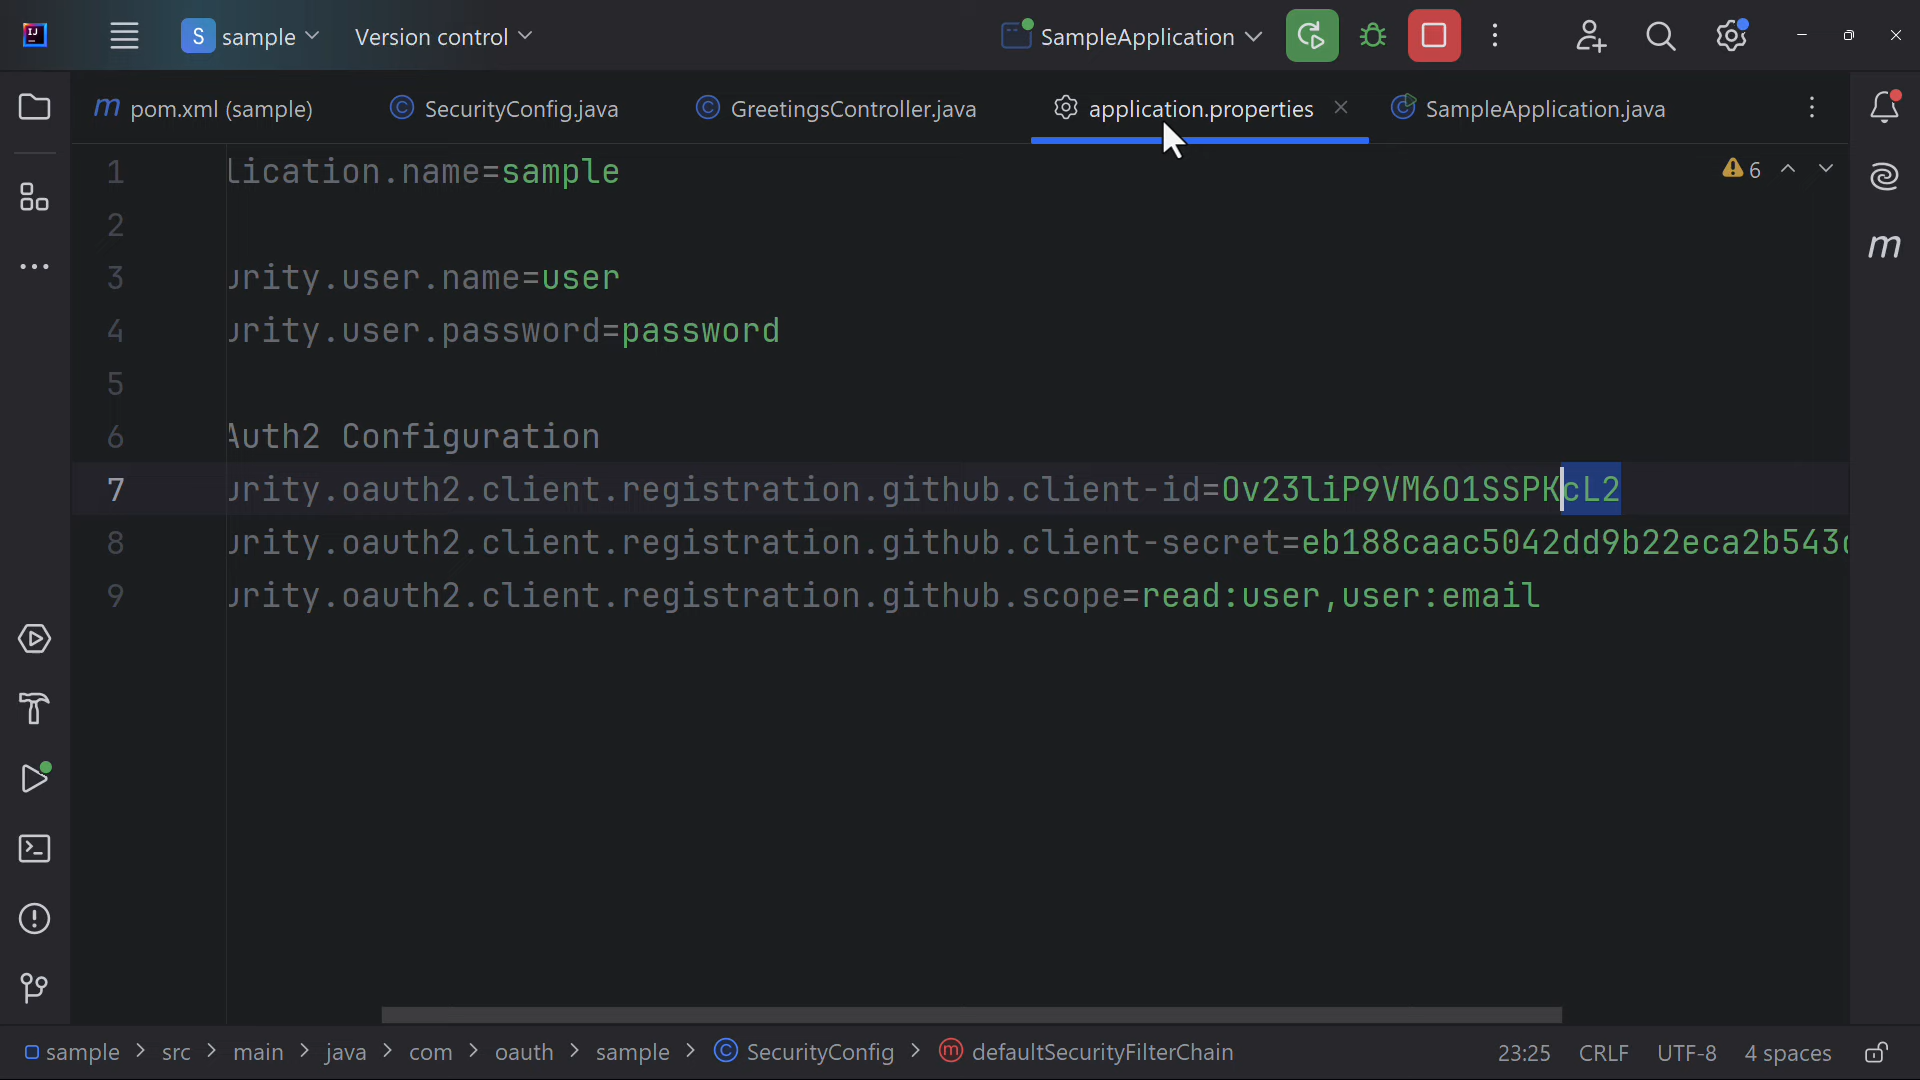 sample
Version control
SampleApplication
pom.xml (sample)
SecurityConfig.java
GreetingsController.java
application.properties
SampleApplication.java
1 lication.name=sample
6
2
3 urity.user.name=user
4 urity.user.password=password
5
6 Auth2 Configuration
7 urity.oauth2.client.registration.github.client-id=Ov23liP9VM6O1SSPKcL2
8 urity.oauth2.client.registration.github.client-secret=eb188caac5042dd9b22eca2b543
9 urity.oauth2.client.registration.github.scope=read:user,user:email
sample > src > main > java > com > oauth > sample > SecurityConfig > defaultSecurityFilterChain
23:25 CRLF UTF-8 4 spaces